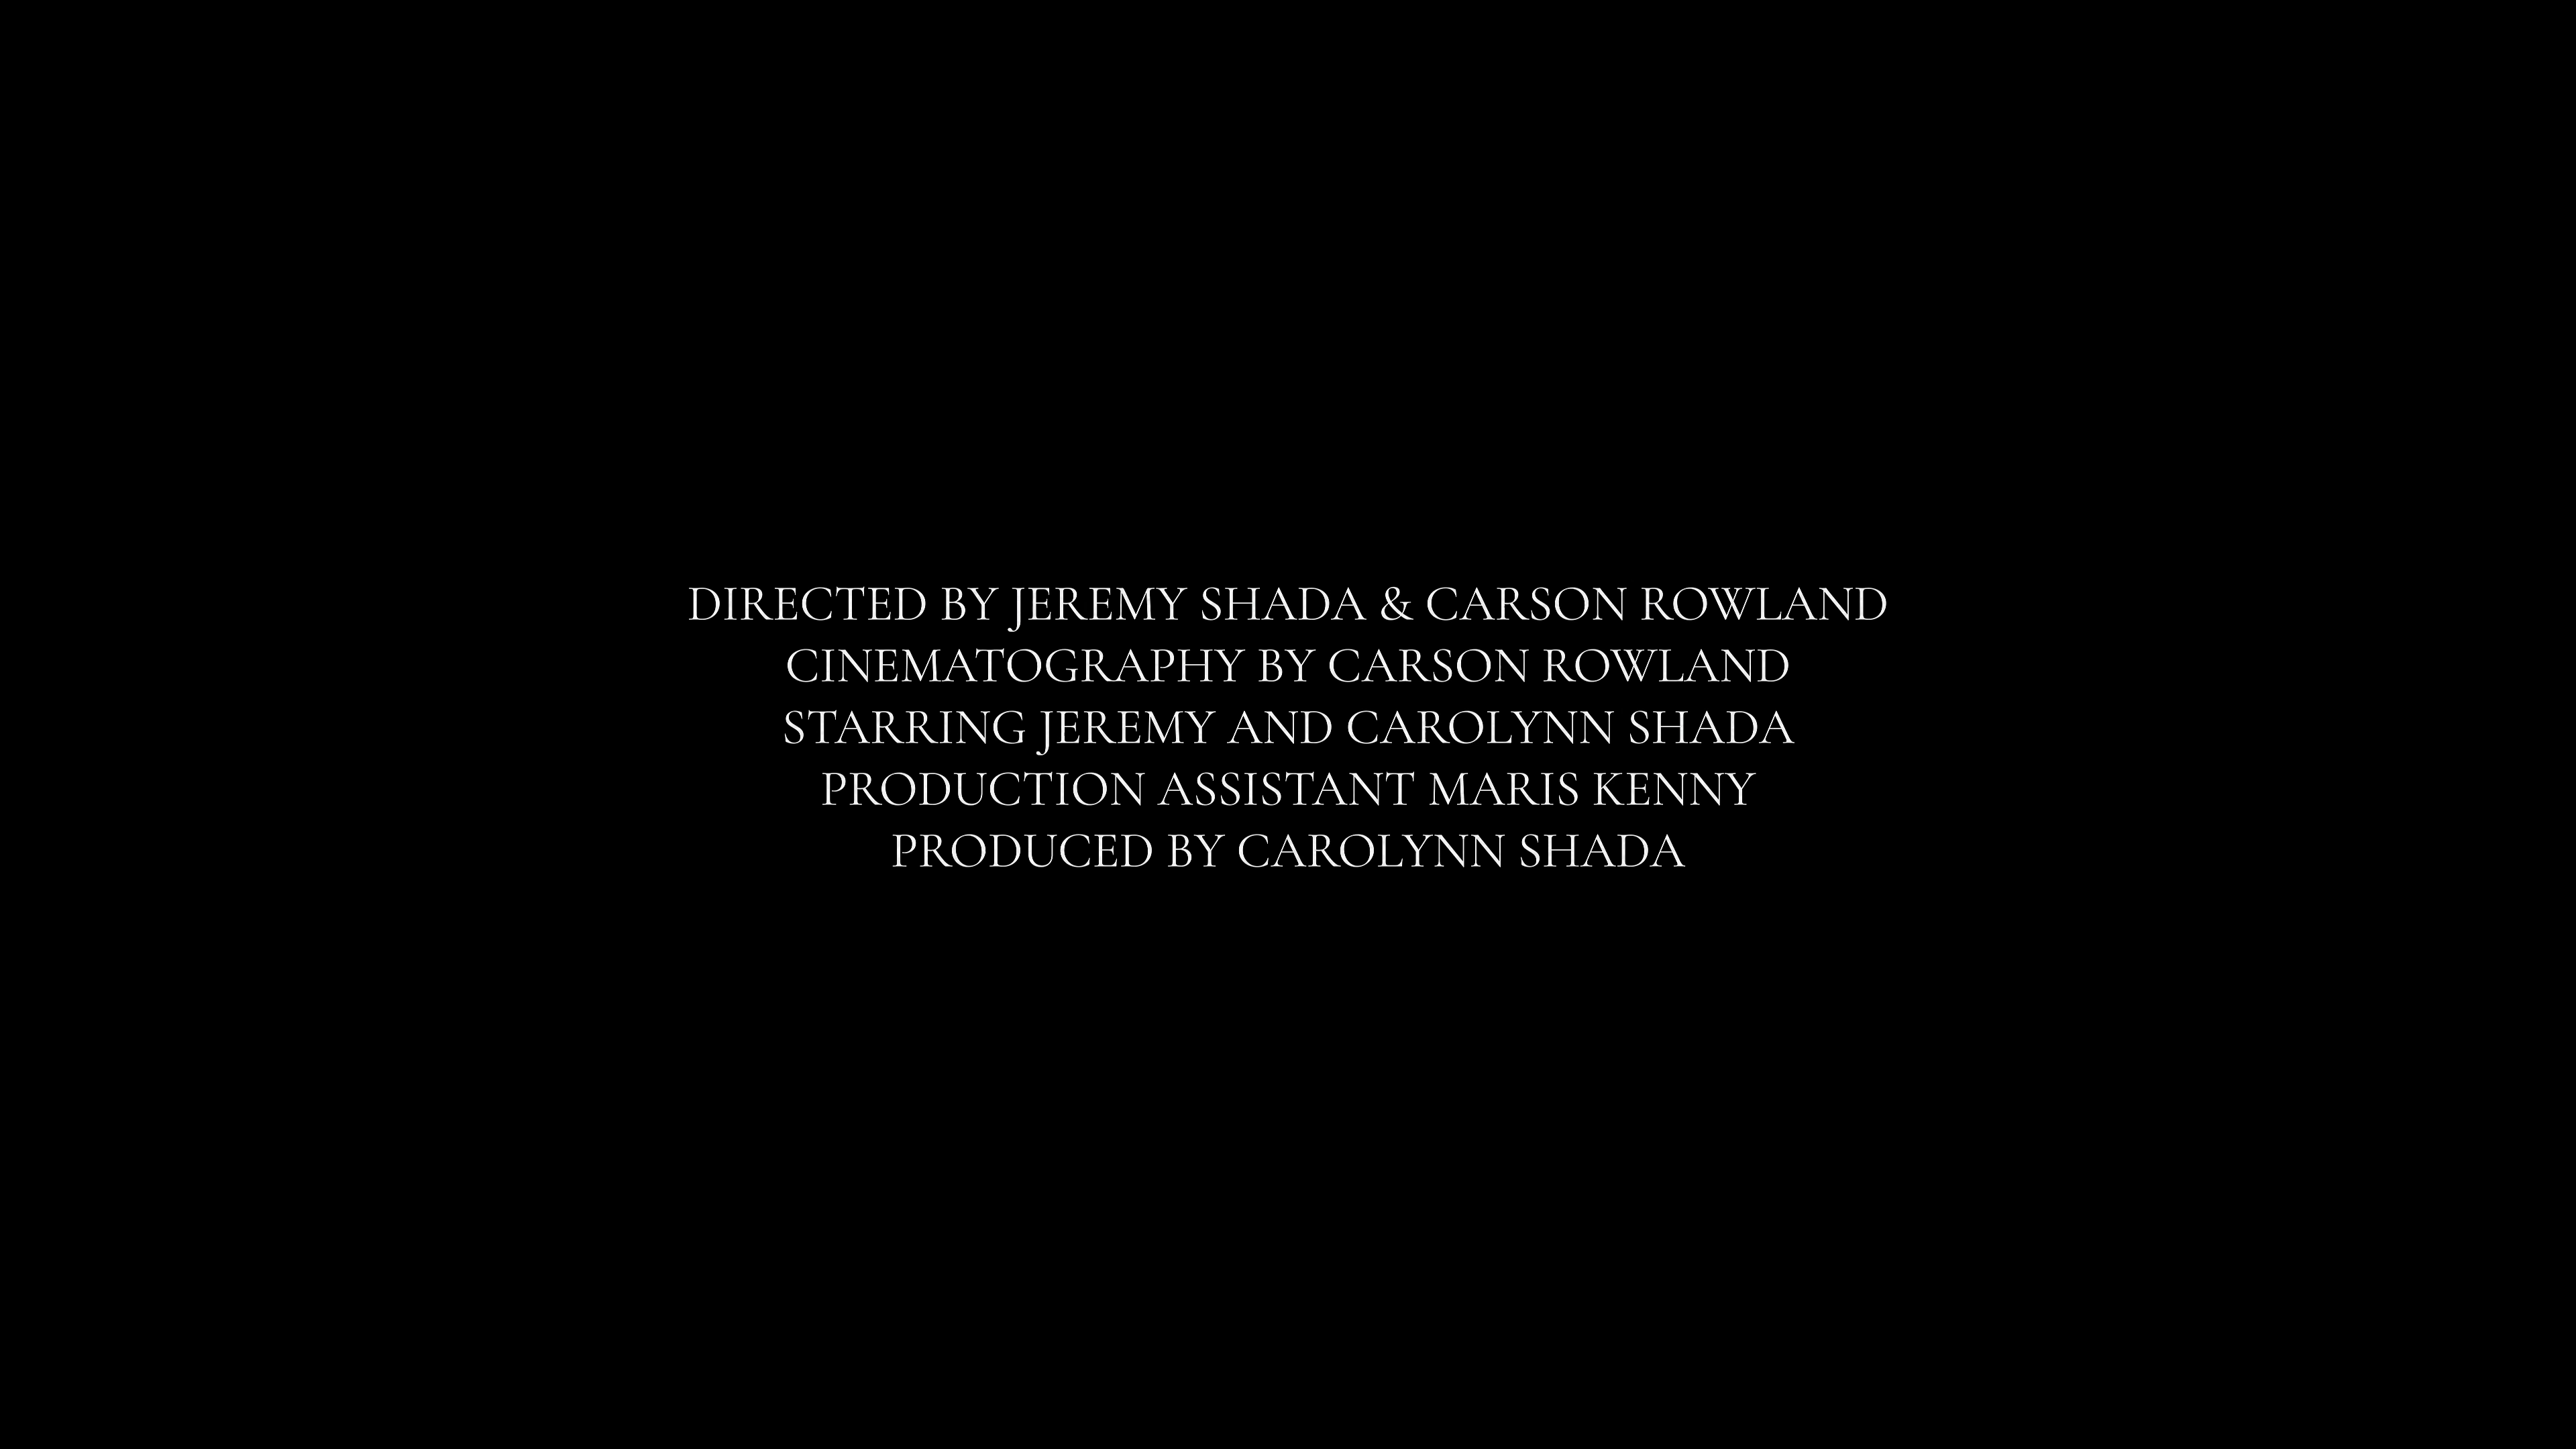 DIRECTED BY JEREMY SHADA & CARSON ROWLAND
CINEMATOGRAPHY BY CARSON ROWLAND
STARRING JEREMY AND CAROLYNN SHADA
PRODUCTION ASSISTANT MARIS KENNY
PRODUCED BY CAROLYNN SHADA